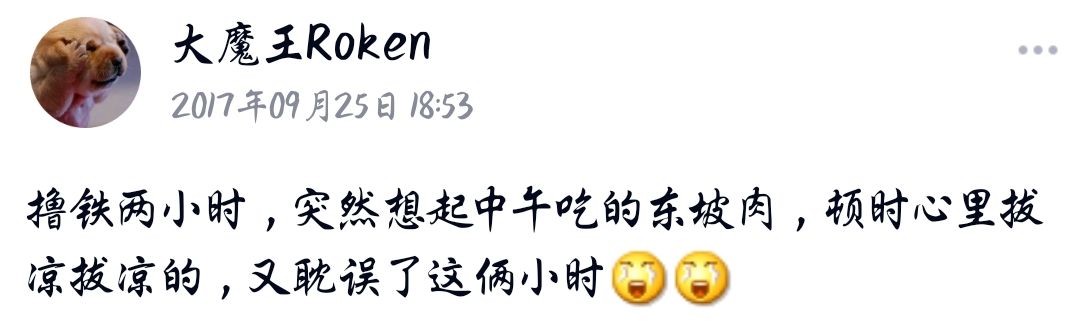 大魔王Roken
2017年09月25日 18:53
撸铁两小时，突然想起中午吃的东坡肉，顿时心里拔
凉拔凉的，又耽误了这俩小时😭😭